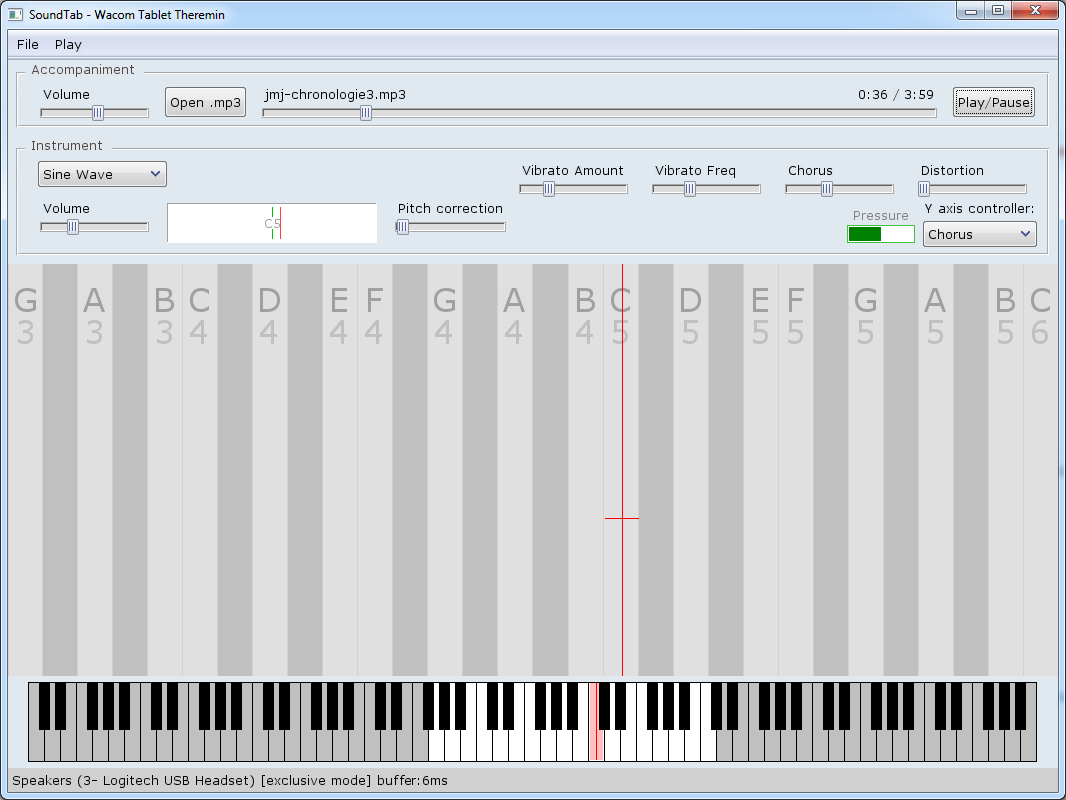 SoundTab - Wacom Tablet Theremin
File Play
Accompaniment
Volume
Open .mp3
jmj-chronologie3.mp3
0:36 / 3:59
Play/Pause
Instrument
Sine Wave
Vibrato Amount
Vibrato Freq
Chorus
Distortion
Volume
C5
Pitch correction
Pressure
Y axis controller:
Chorus
G A B C D E F G A B C D E F G A B C
3 3 3 4 4 4 4 4 4 4 5 5 5 5 5 5 5 6
Speakers (3- Logitech USB Headset) [exclusive mode] buffer:6ms